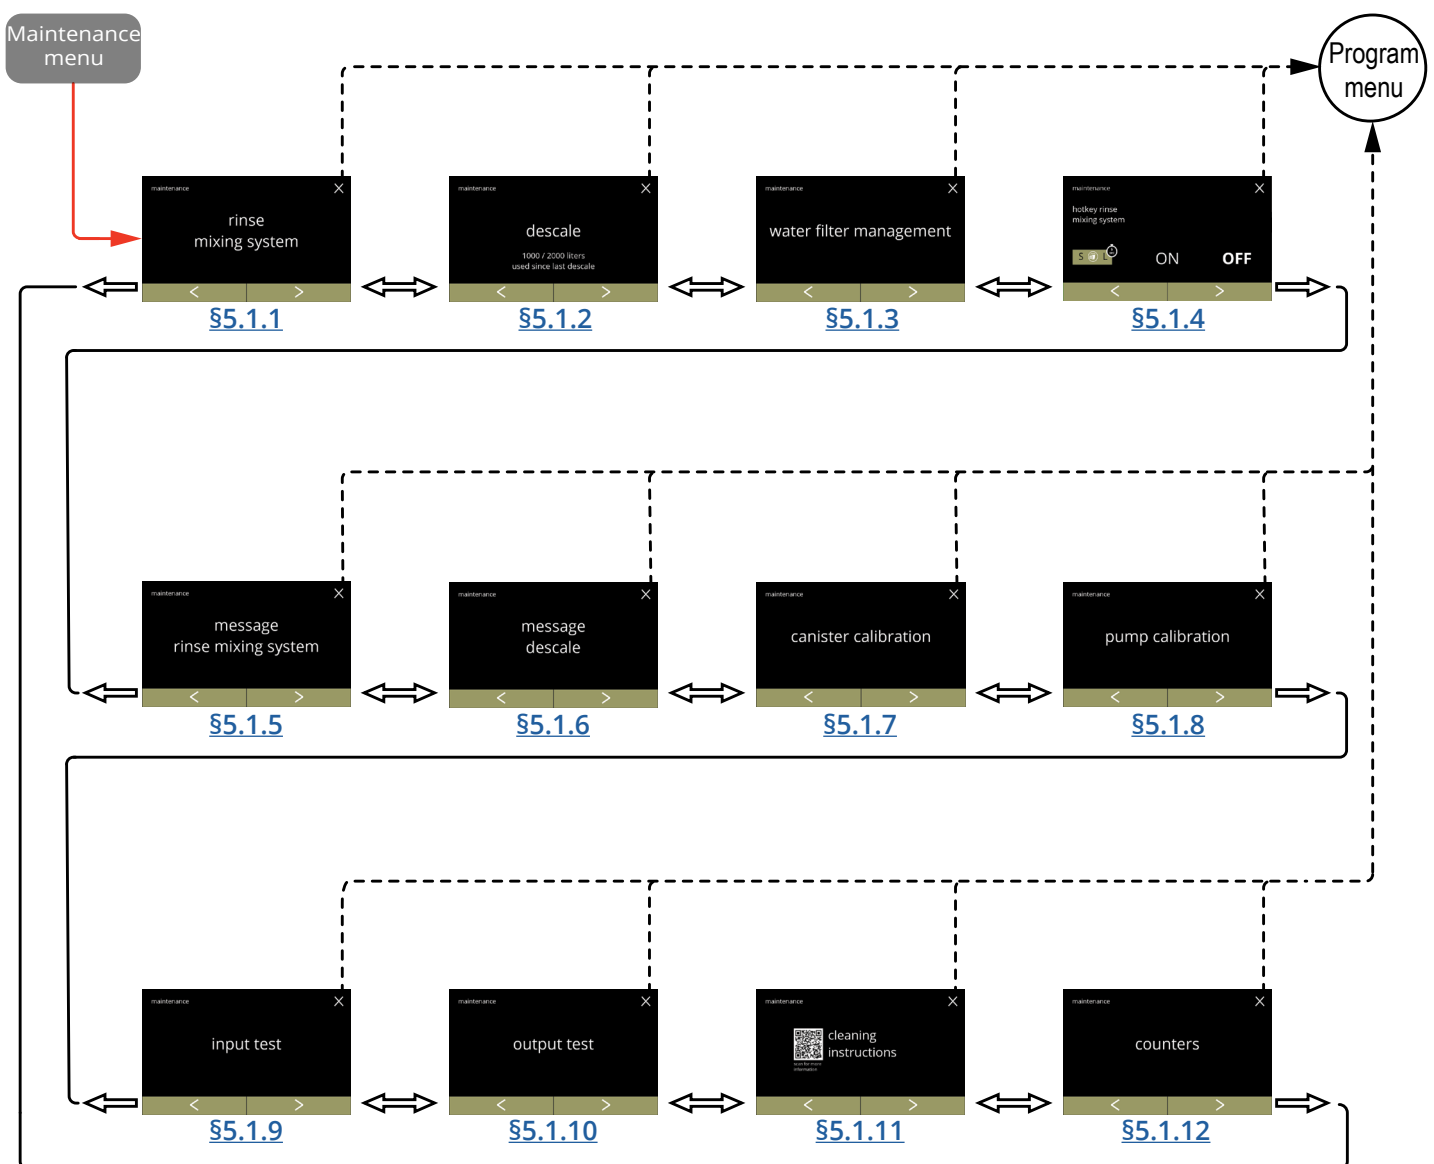 Maintenance
menu
Program
menu
maintenance X
rinse
mixing system
< >
§5.1.1
maintenance X
descale
1000 / 2000 liters
used since last descale
< >
§5.1.2
maintenance X
water filter management
< >
§5.1.3
maintenance X
hotkey rinse
mixing system
S L ON OFF
< >
§5.1.4
maintenance X
message
rinse mixing system
< >
§5.1.5
maintenance X
message
descale
< >
§5.1.6
maintenance X
canister calibration
< >
§5.1.7
maintenance X
pump calibration
< >
§5.1.8
maintenance X
input test
< >
§5.1.9
maintenance X
output test
< >
§5.1.10
maintenance X
cleaning
instructions
scan for more
information
< >
§5.1.11
maintenance X
counters
< >
§5.1.12